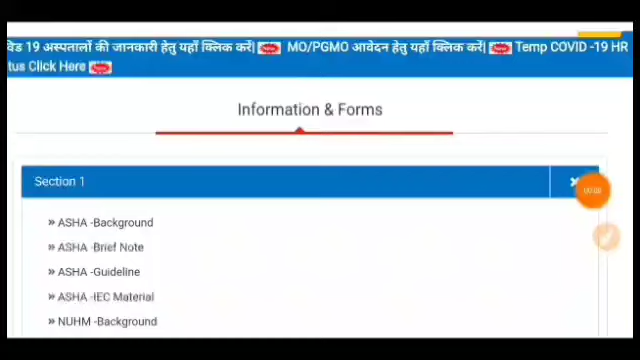 विड 19 अस्पतालों की जानकारी हेतु यहाँ क्लिक करें| MO/PGMO आवेदन हेतु यहाँ क्लिक करें| Temp COVID -19 HR
tus Click Here
Information & Forms
Section 1
» ASHA -Background
» ASHA -Brief Note
» ASHA -Guideline
» ASHA -IEC Material
» NUHM -Background